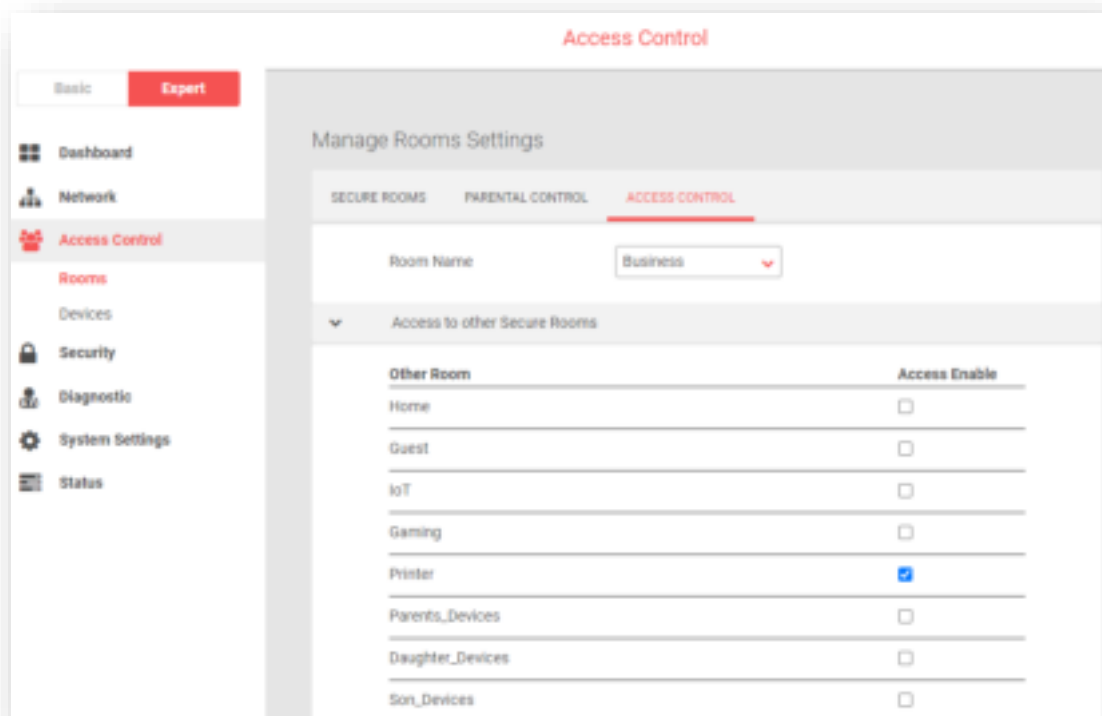 Access Control
Basic Expert
Dashboard
Network
Access Control
Rooms
Devices
Security
Diagnostic
System Settings
Status
Manage Rooms Settings
SECURE ROOMS PARENTAL CONTROL ACCESS CONTROL
Room Name Business
Access to other Secure Rooms
Other Room Access Enable
Home
Guest
IoT
Gaming
Printer
Parents_Devices
Daughter_Devices
Son_Devices